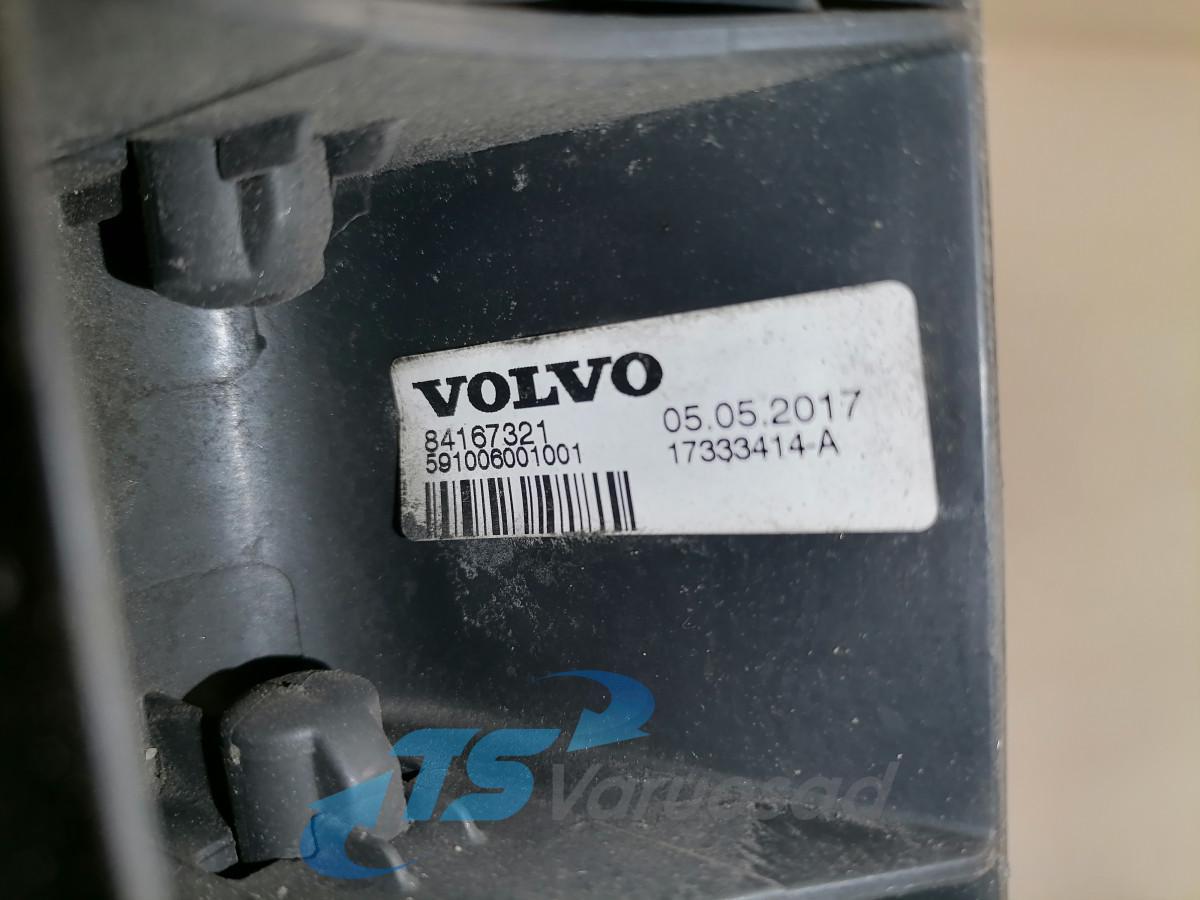 VOLVO
84167321
591006001001
05.05.2017
17333414-A
TS Varuosad